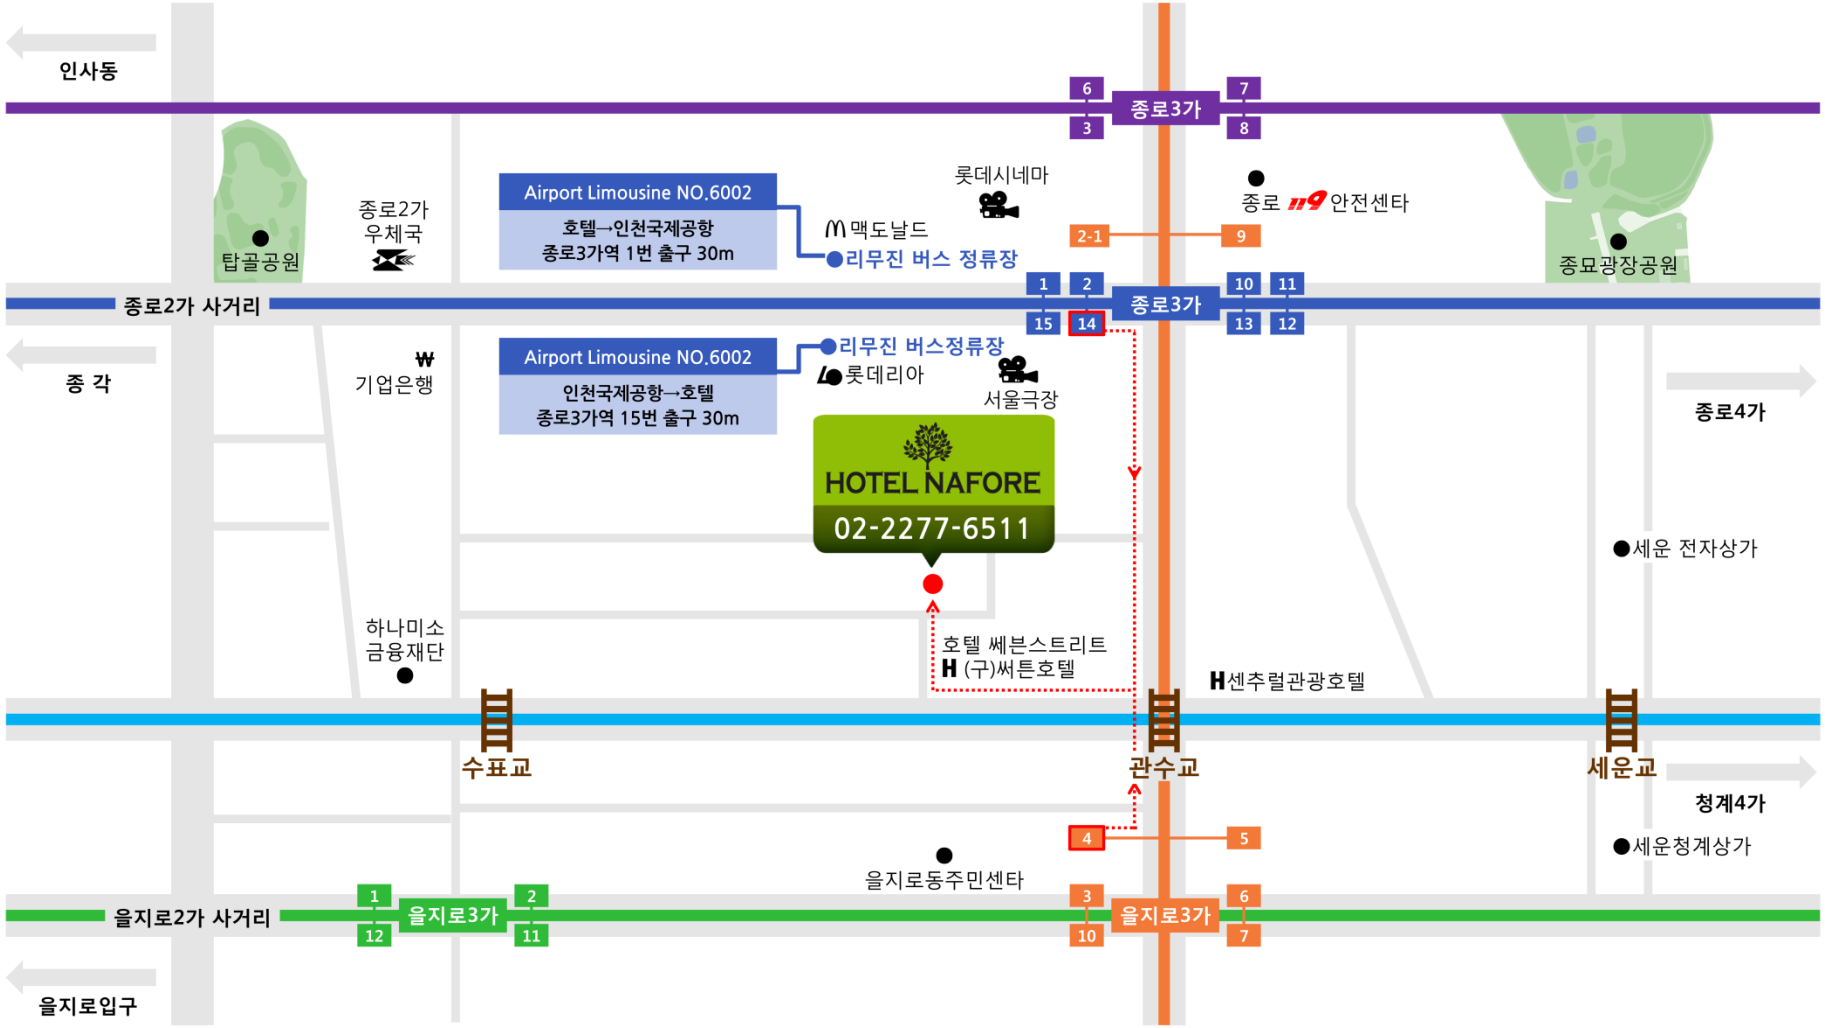 인사동
6
종로3가
7
3
8
롯데시네마
Airport Limousine NO.6002
호텔→인천국제공항
종로3가역 1번 출구 30m
종로2가
우체국
맥도날드
리무진 버스 정류장
종로 119 안전센타
2-1
9
탑골공원
종묘광장공원
1
2
10
11
종로2가 사거리
종로3가
15
14
13
12
리무진 버스정류장
Airport Limousine NO.6002
인천국제공항→호텔
종로3가역 15번 출구 30m
롯데리아
서울극장
₩
기업은행
종 각
종로4가
HOTEL NAFORE
02-2277-6511
세운 전자상가
하나미소
금융재단
호텔 쎄븐스트리트
H (구)써튼호텔
H센추럴관광호텔
수표교
관수교
세운교
청계4가
4
5
세운청계상가
을지로동주민센타
1
2
3
6
을지로2가 사거리
을지로3가
을지로3가
12
11
10
7
을지로입구